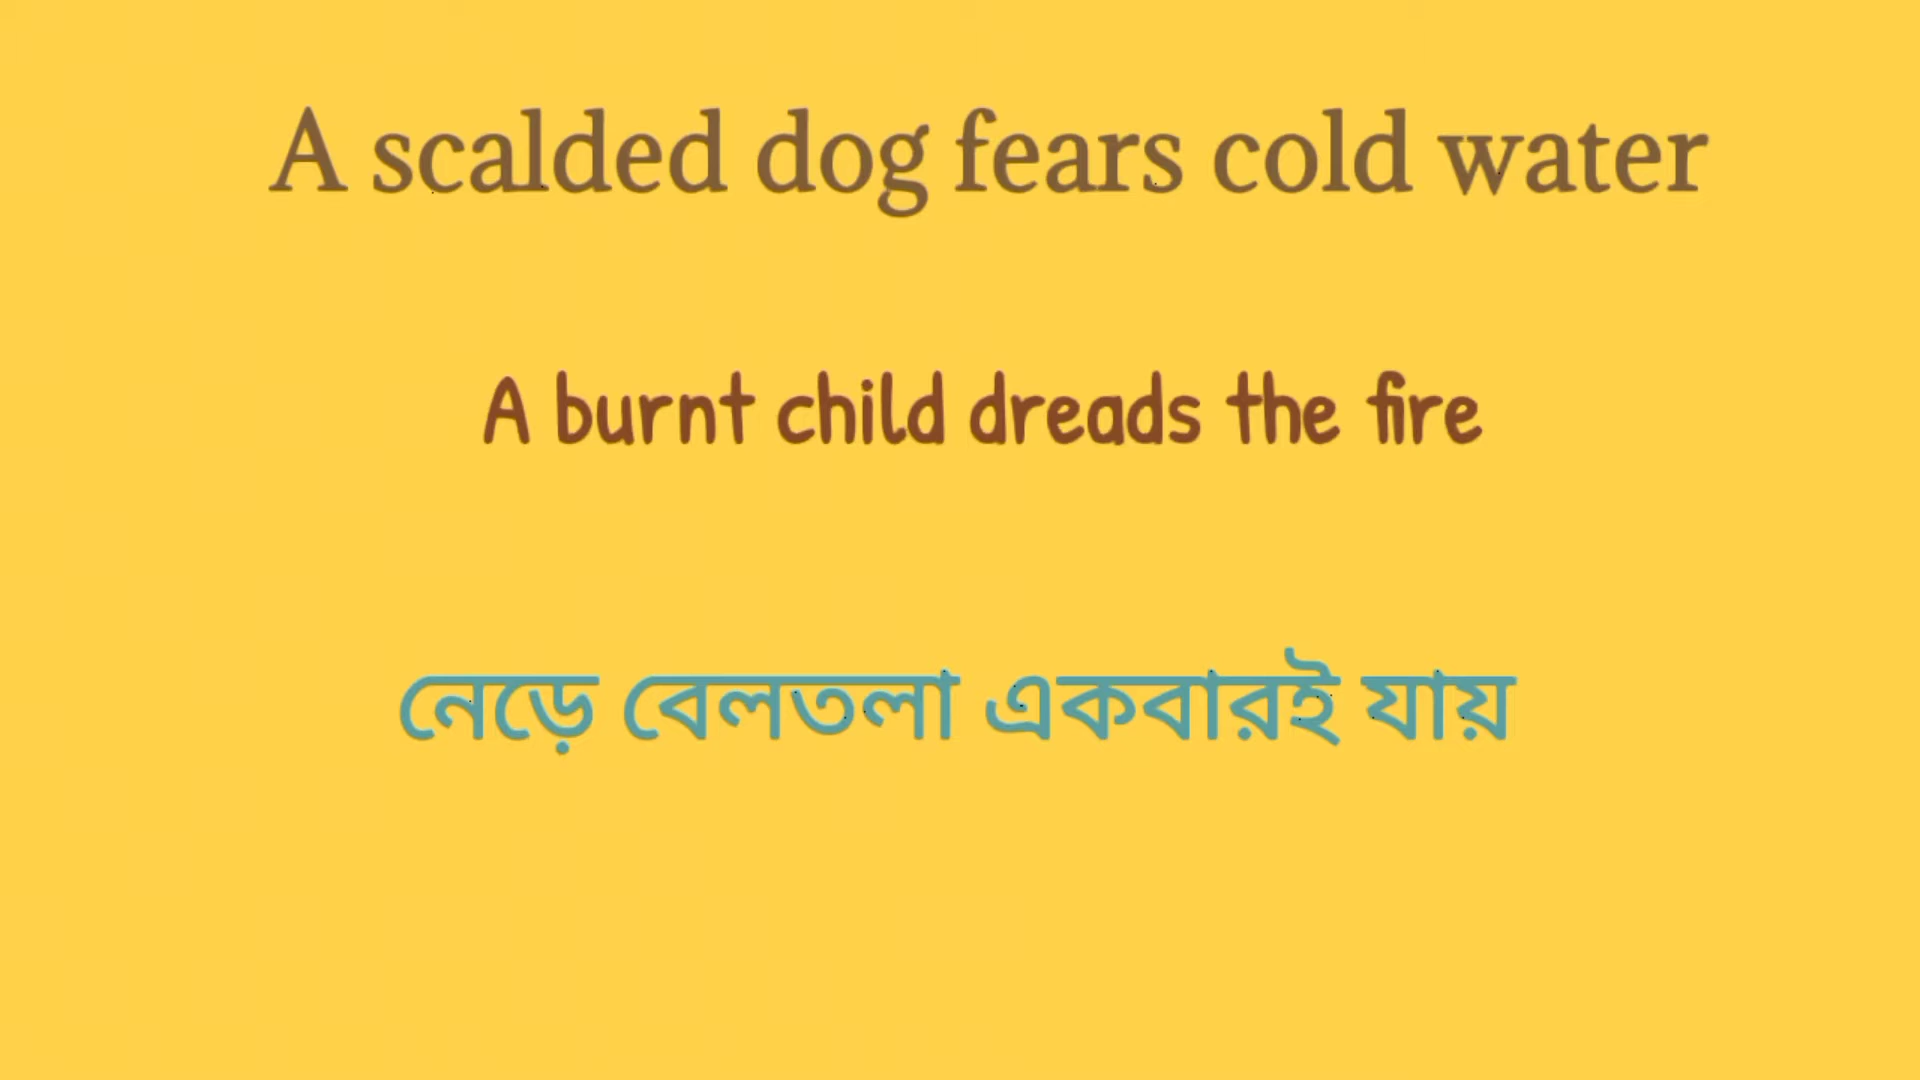 A scalded dog fears cold water
A burnt child dreads the fire
নেড়ে বেলতলা একবারই যায়